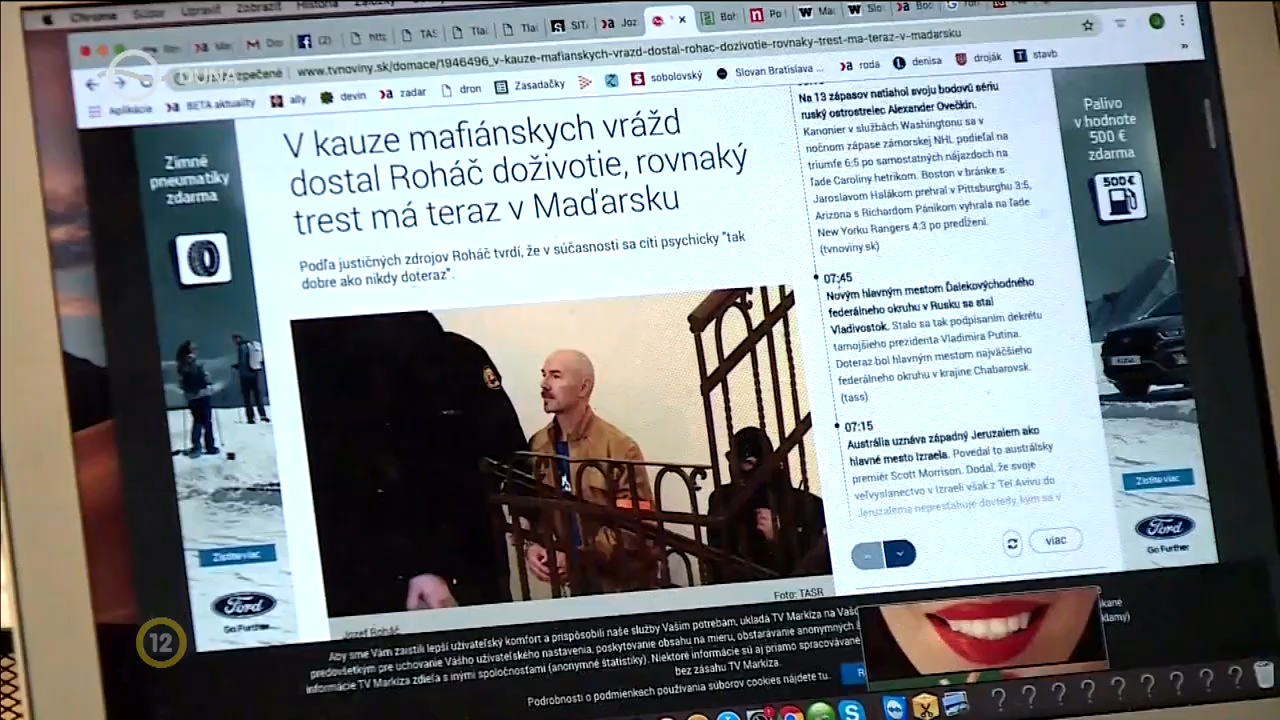 Chrome Súbor Upraviť Zobraziť História
www.tvnoviny.sk/domace/1946496_v-kauze-mafianskych-vrazd-dostal-rohac-dozivotie-rovnaky-trest-ma-teraz-v-madarsku
DUNA
Aplikácie BETA aktuality ally devin zadar dron Zasadačky sobolovský Slovan Bratislava ... roda denisa droják stavb
V kauze mafiánskych vrážd
dostal Roháč doživotie, rovnaký
trest má teraz v Maďarsku
Podľa justičných zdrojov Roháč tvrdí, že v súčasnosti sa cíti psychicky "tak
dobre ako nikdy doteraz".
Foto: TASR
Jozef Roháč
Zimné
pneumatiky
zdarma
Zistite viac
Ford
Go Further
Na 13 zápasov natiahol svoju bodovú sériu
ruský ostrostrelec Alexander Ovečkin.
Kanonier v službách Washingtonu sa v
nočnom zápase zámorskej NHL podieľal na
triumfe 6:5 po samostatných nájazdoch na
ľade Caroliny hetrikom. Boston v bránke s
Jaroslavom Halákom prehral v Pittsburghu 3:5,
Arizona s Richardom Pánikom vyhrala na ľade
New Yorku Rangers 4:3 po predĺžení.
(tvnoviny.sk)
07:45
Novým hlavným mestom Ďalekovýchodného
federálneho okruhu v Rusku sa stal
Vladivostok. Stalo sa tak podpísaním dekrétu
tamojšieho prezidenta Vladimira Putina.
Doteraz bol hlavným mestom najväčšieho
federálneho okruhu v krajine Chabarovsk.
(tass)
07:15
Austrália uznáva západný Jeruzalem ako
hlavné mesto Izraela. Povedal to austrálsky
premiér Scott Morrison. Dodal, že svoje
veľvyslanectvo v Izraeli však z Tel Avivu do
Jeruzalema nepresťahuje dovtedy, kým sa v
viac
Palivo
v hodnote
500 €
zdarma
500€
Zistite viac
Ford
Go Further
Aby sme Vám zaistili lepší užívateľský komfort a prispôsobili naše služby Vašim potrebám, ukladá TV Markíza na Vašo
predovšetkým pre uchovanie Vášho užívateľského nastavenia, poskytovanie obsahu na mieru, obstarávanie anonymných š
informácie TV Markíza zdieľa s inými spoločnosťami (anonymné štatistiky). Niektoré informácie sú aj priamo spracovávané
bez zásahu TV Markíza.
Podrobnosti o podmienkach používania súborov cookies nájdete tu.
12